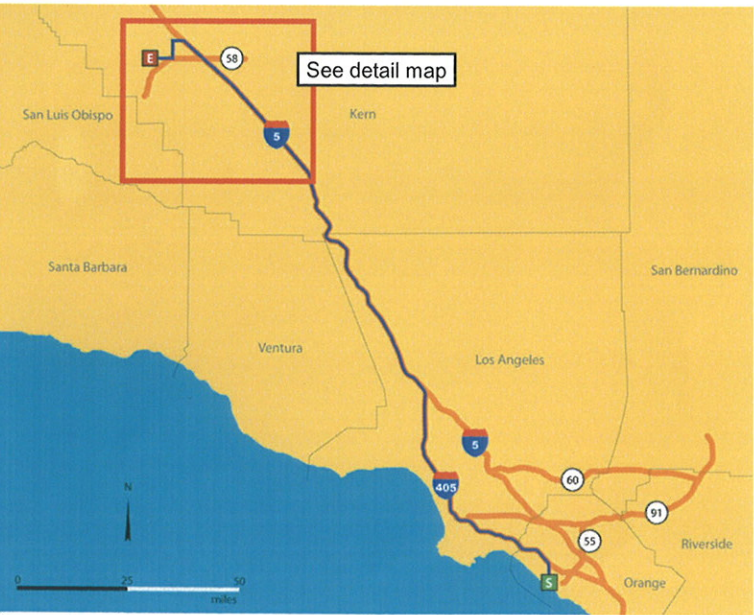 E
58
See detail map
San Luis Obispo
Kern
5
Santa Barbara
San Bernardino
Ventura
Los Angeles
5
60
405
N
91
55
Riverside
0
25
50
miles
S
Orange